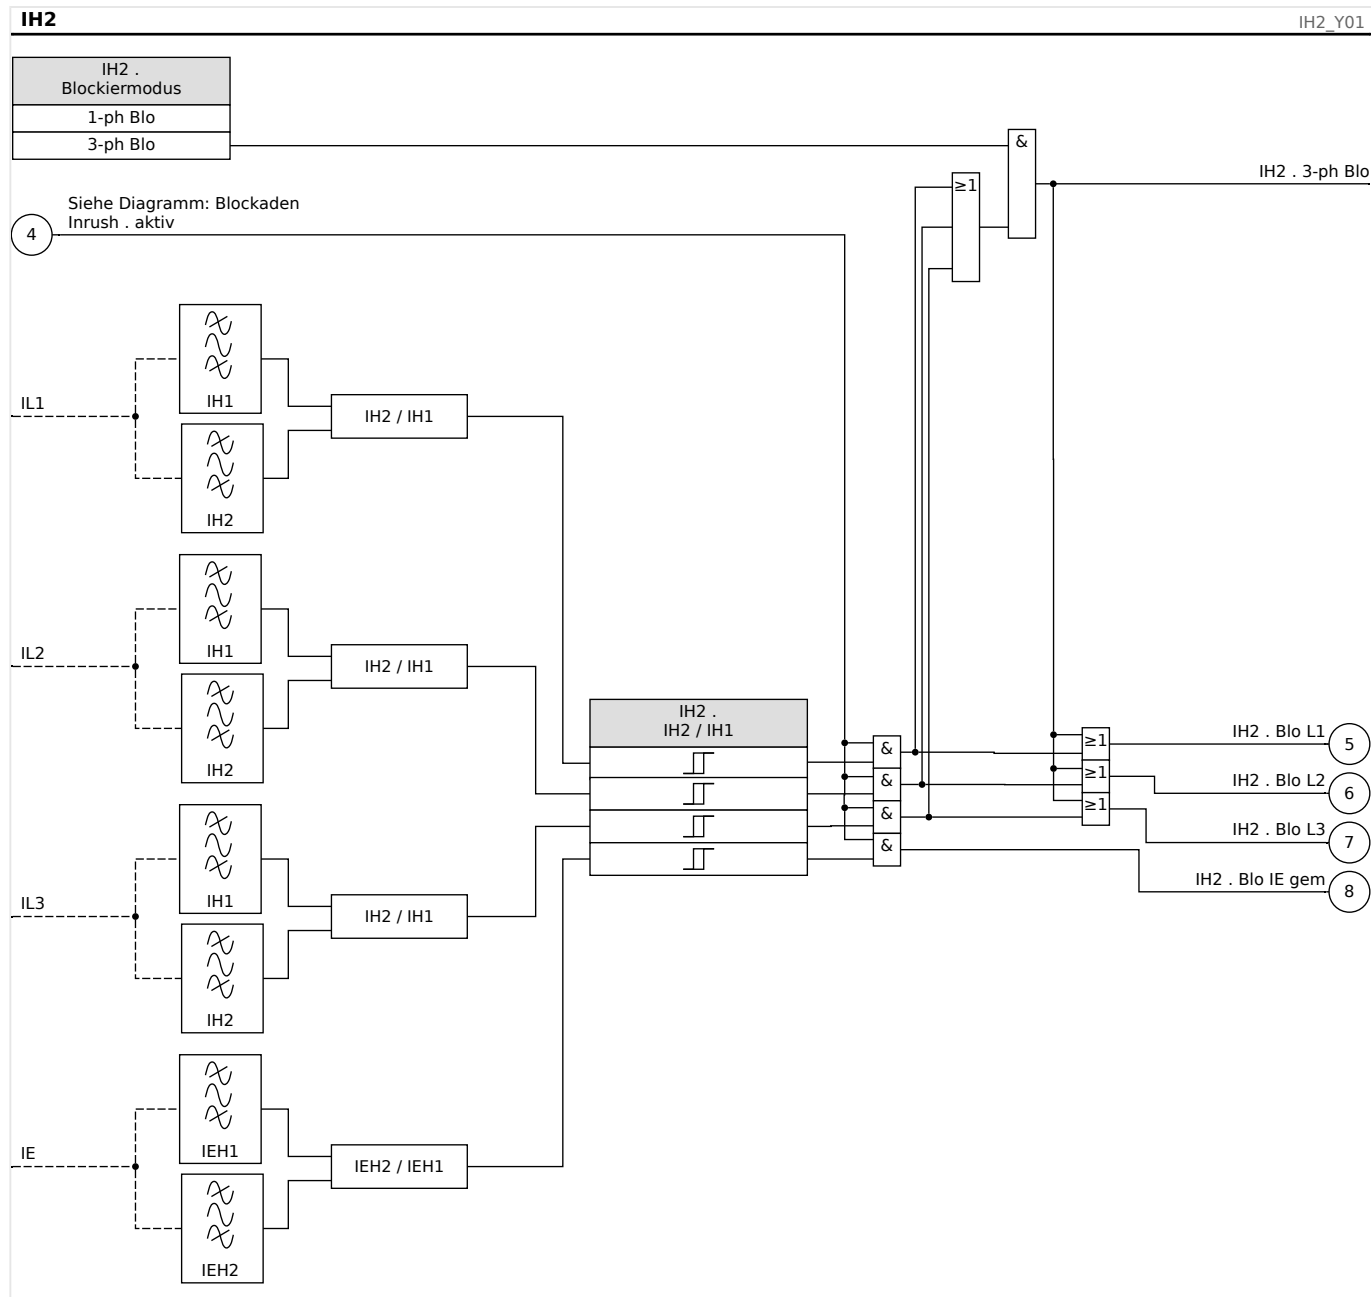 IH2
IH2_Y01
IH2 .
Blockiermodus
1-ph Blo
3-ph Blo
&
≥1
IH2 . 3-ph Blo
Siehe Diagramm: Blockaden
Inrush . aktiv
4
IH1
IL1
IH2 / IH1
IH2
IH1
IL2
IH2 / IH1
IH2
IH2 .
IH2 / IH1
&
&
&
&
≥1
≥1
≥1
IH2 . Blo L1
5
IH2 . Blo L2
6
IH2 . Blo L3
7
IH2 . Blo IE gem
8
IH1
IL3
IH2 / IH1
IH2
IEH1
IE
IEH2 / IEH1
IEH2